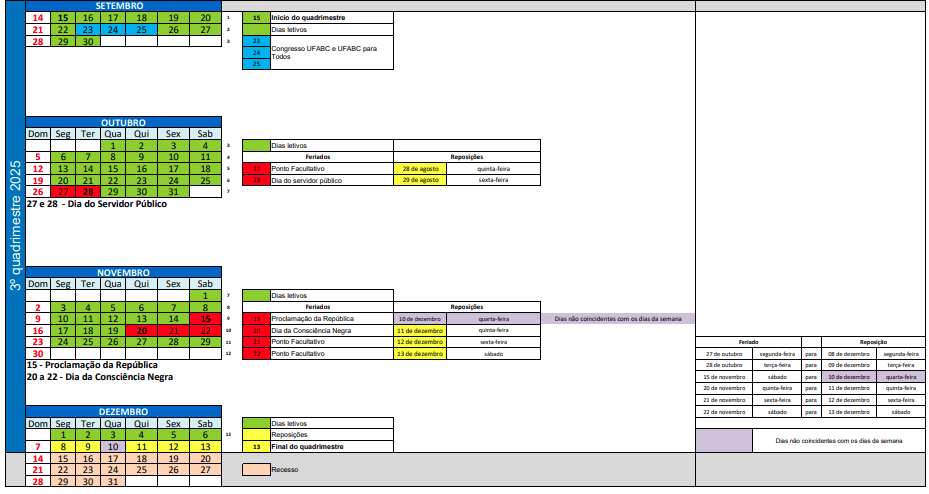 3º quadrimestre 2025
SETEMBRO
14 15 16 17 18 19 20 1 15 Início do quadrimestre
21 22 23 24 25 26 27 2 Dias letivos
28 29 30 3 23
24 Congresso UFABC e UFABC para Todos
25
OUTUBRO
Dom Seg Ter Qua Qui Sex Sab
1 2 3 4 3 Dias letivos
5 6 7 8 9 10 11 4 Feriados Reposições
12 13 14 15 16 17 18 5 27 Ponto Facultativo 28 de agosto quinta-feira
19 20 21 22 23 24 25 6 28 Dia do servidor público 29 de agosto sexta-feira
26 27 28 29 30 31 7
27 e 28 - Dia do Servidor Público
NOVEMBRO
Dom Seg Ter Qua Qui Sex Sab
1 7 Dias letivos
2 3 4 5 6 7 8 8 Feriados Reposições
9 10 11 12 13 14 15 9 15 Proclamação da República 10 de dezembro quarta-feira Dias não coincidentes com os dias da semana
16 17 18 19 20 21 22 10 20 Dia da Consciência Negra 11 de dezembro quinta-feira
23 24 25 26 27 28 29 11 21 Ponto Facultativo 12 de dezembro sexta-feira
30 12 22 Ponto Facultativo 13 de dezembro sábado
15 - Proclamação da República
20 a 22 - Dia da Consciência Negra
Feriado Reposição
27 de outubro segunda-feira para 08 de dezembro segunda-feira
28 de outubro terça-feira para 09 de dezembro terça-feira
15 de novembro sábado para 10 de dezembro quarta-feira
20 de novembro quinta-feira para 11 de dezembro quinta-feira
21 de novembro sexta-feira para 12 de dezembro sexta-feira
22 de novembro sábado para 13 de dezembro sábado
Dias não coincidentes com os dias da semana
DEZEMBRO
Dom Seg Ter Qua Qui Sex Sab Dias letivos
1 2 3 4 5 6 12 Reposições
7 8 9 10 11 12 13 13 Final do quadrimestre
14 15 16 17 18 19 20
21 22 23 24 25 26 27 Recesso
28 29 30 31